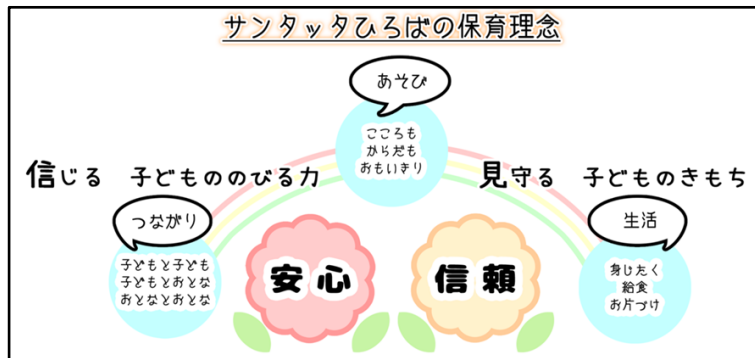 サンタッタひろばの保育理念
あそび
こころも
からだも
おもいきり
信じる　子どもののびる力
見守る　子どものきもち
つながり
子どもと子ども
子どもとおとな
おとなとおとな
安心
信頼
生活
身じたく
給食
お片づけ